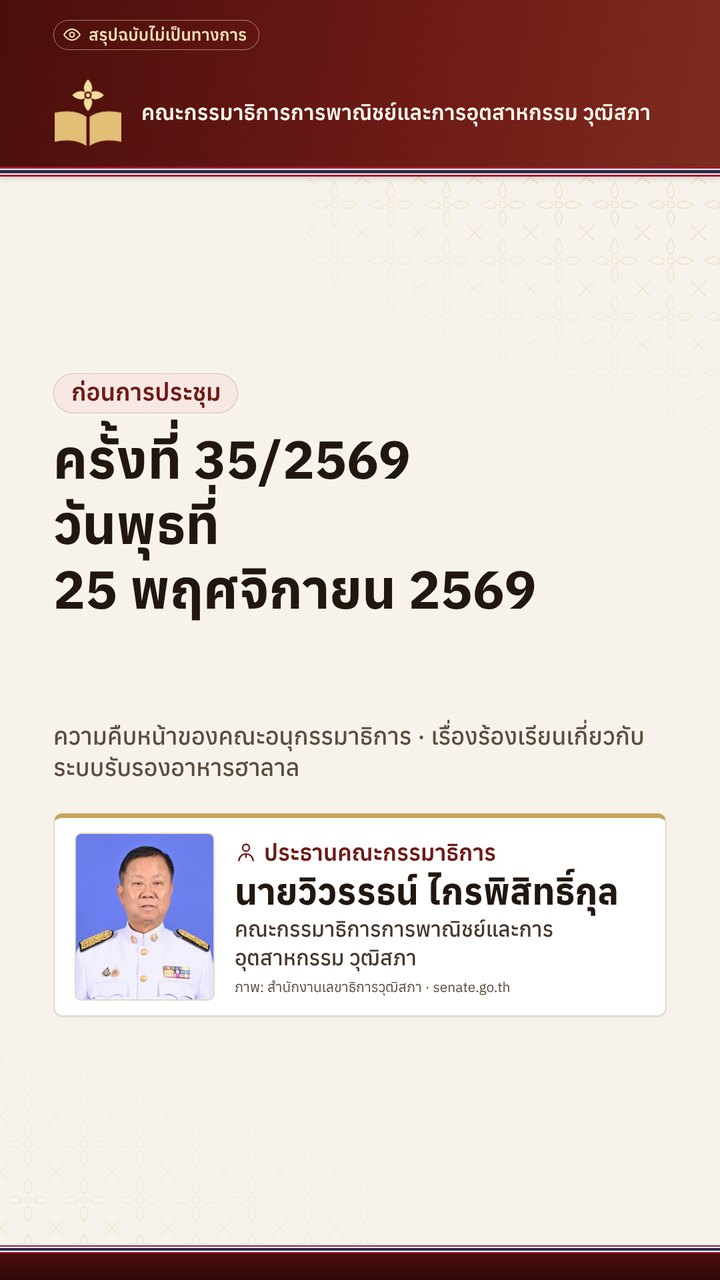 สรุปฉบับไม่เป็นทางการ
คณะกรรมาธิการการพาณิชย์และการอุตสาหกรรม วุฒิสภา
ก่อนการประชุม
ครั้งที่ 35/2569
วันพุธที่
25 พฤศจิกายน 2569
ความคืบหน้าของคณะอนุกรรมาธิการ · เรื่องร้องเรียนเกี่ยวกับ
ระบบรับรองอาหารฮาลาล
ประธานคณะกรรมาธิการ
นายวิวรรธน์ ไกรพิสิทธิ์กุล
คณะกรรมาธิการการพาณิชย์และการ
อุตสาหกรรม วุฒิสภา
ภาพ: สำนักงานเลขาธิการวุฒิสภา · senate.go.th